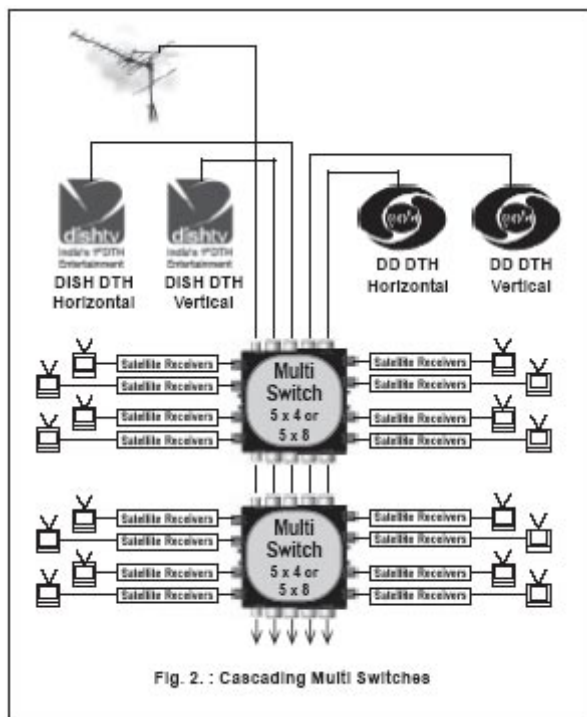 dishtv
India's 1st DTH
Entertainment
DISH DTH
Horizontal
dishtv
India's 1st DTH
Entertainment
DISH DTH
Vertical
DD DTH
Horizontal
DD DTH
Vertical
Satellite Receivers
Satellite Receivers
Satellite Receivers
Satellite Receivers
Multi
Switch
5 x 4 or
5 x 8
Satellite Receivers
Satellite Receivers
Satellite Receivers
Satellite Receivers
Satellite Receivers
Satellite Receivers
Satellite Receivers
Satellite Receivers
Multi
Switch
5 x 4 or
5 x 8
Satellite Receivers
Satellite Receivers
Satellite Receivers
Satellite Receivers
Fig. 2. : Cascading Multi Switches